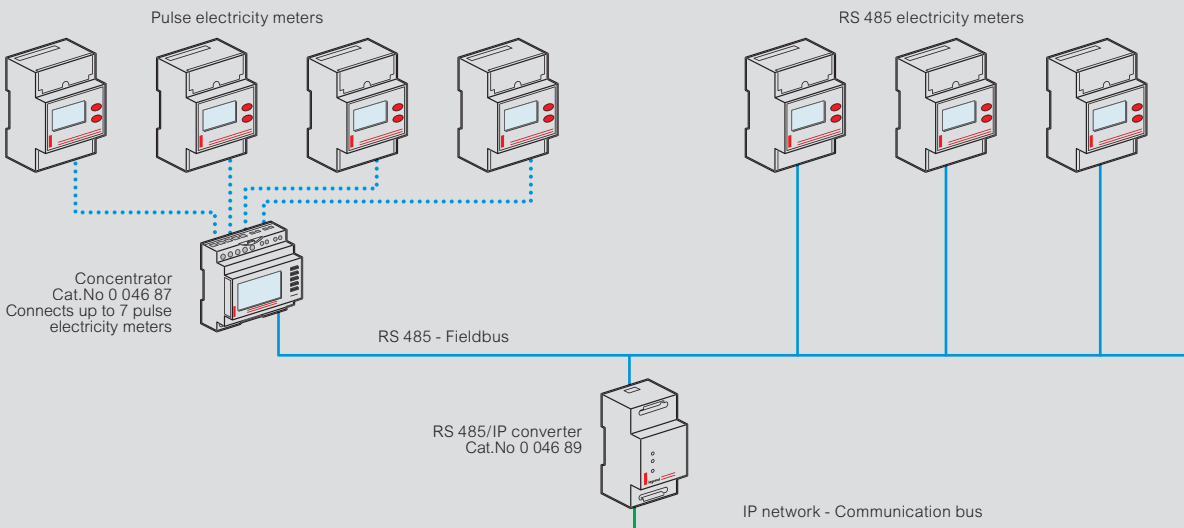 Pulse electricity meters
RS 485 electricity meters
Concentrator
Cat.No 0 046 87
Connects up to 7 pulse
electricity meters
RS 485 - Fieldbus
RS 485/IP converter
Cat.No 0 046 89
legrand
IP network - Communication bus